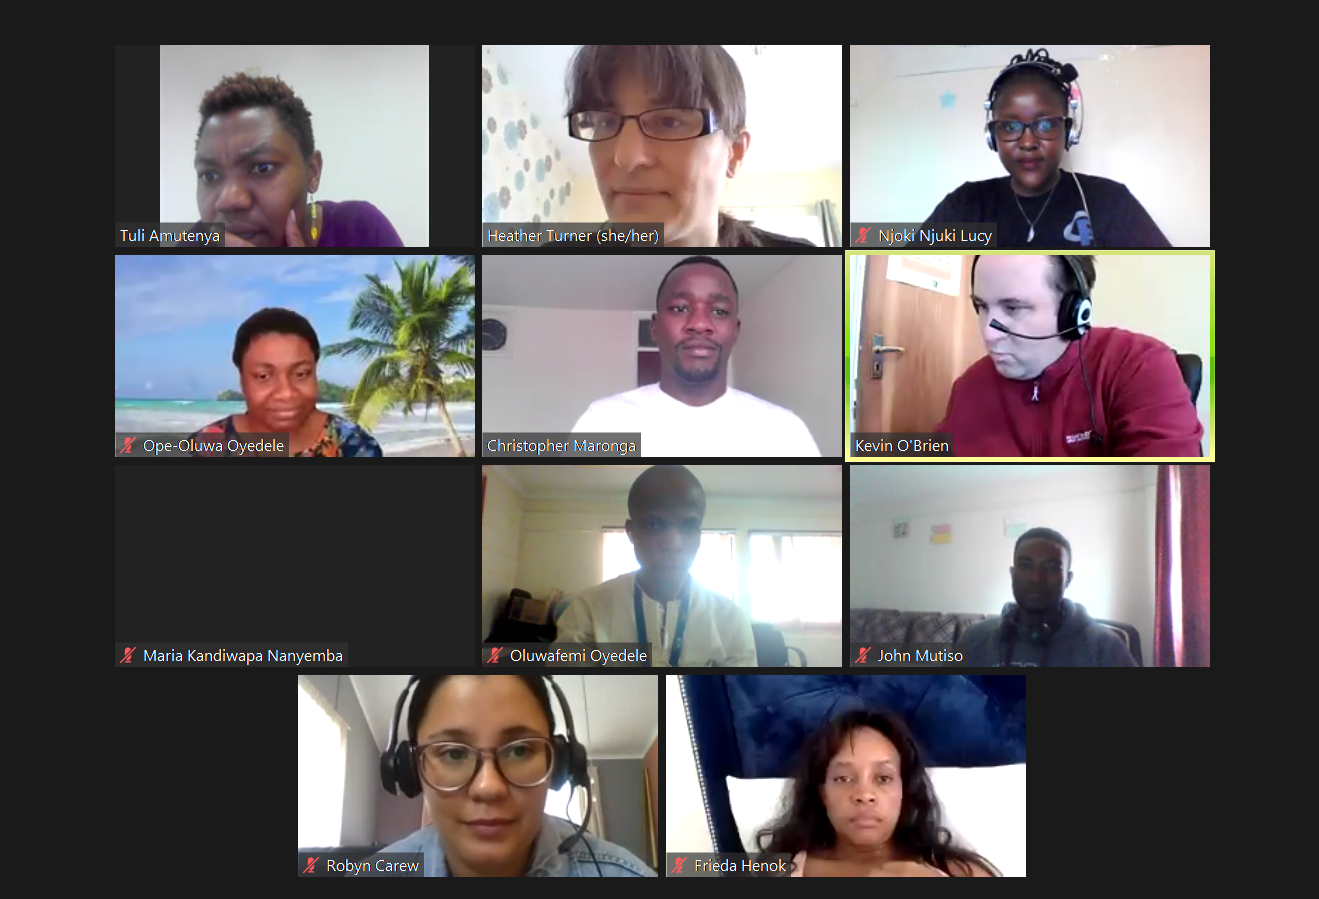 Tuli Amutenya
Heather Turner (she/her)
Njoki Njuki Lucy
Ope-Oluwa Oyedele
Christopher Maronga
Kevin O'Brien
Maria Kandiwapa Nanyemba
Oluwafemi Oyedele
John Mutiso
Robyn Carew
Frieda Henok